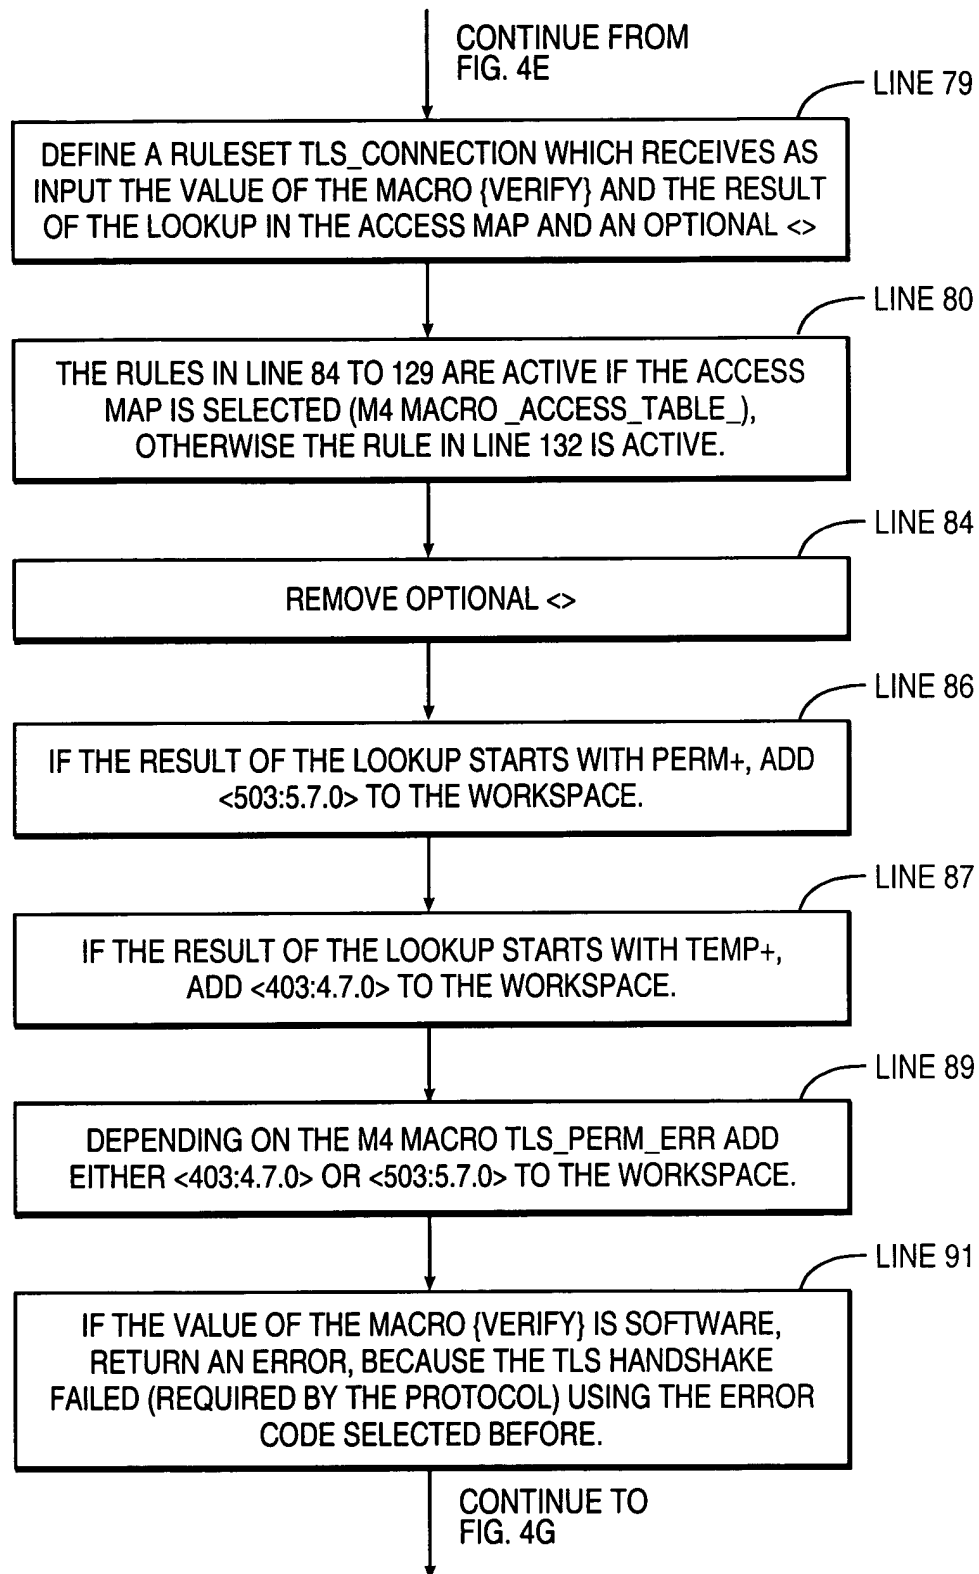 CONTINUE FROM
FIG. 4E
LINE 79
DEFINE A RULESET TLS_CONNECTION WHICH RECEIVES AS
INPUT THE VALUE OF THE MACRO {VERIFY} AND THE RESULT
OF THE LOOKUP IN THE ACCESS MAP AND AN OPTIONAL <>
LINE 80
THE RULES IN LINE 84 TO 129 ARE ACTIVE IF THE ACCESS
MAP IS SELECTED (M4 MACRO _ACCESS_TABLE_),
OTHERWISE THE RULE IN LINE 132 IS ACTIVE.
LINE 84
REMOVE OPTIONAL <>
LINE 86
IF THE RESULT OF THE LOOKUP STARTS WITH PERM+, ADD
<503:5.7.0> TO THE WORKSPACE.
LINE 87
IF THE RESULT OF THE LOOKUP STARTS WITH TEMP+,
ADD <403:4.7.0> TO THE WORKSPACE.
LINE 89
DEPENDING ON THE M4 MACRO TLS_PERM_ERR ADD
EITHER <403:4.7.0> OR <503:5.7.0> TO THE WORKSPACE.
LINE 91
IF THE VALUE OF THE MACRO {VERIFY} IS SOFTWARE,
RETURN AN ERROR, BECAUSE THE TLS HANDSHAKE
FAILED (REQUIRED BY THE PROTOCOL) USING THE ERROR
CODE SELECTED BEFORE.
CONTINUE TO
FIG. 4G